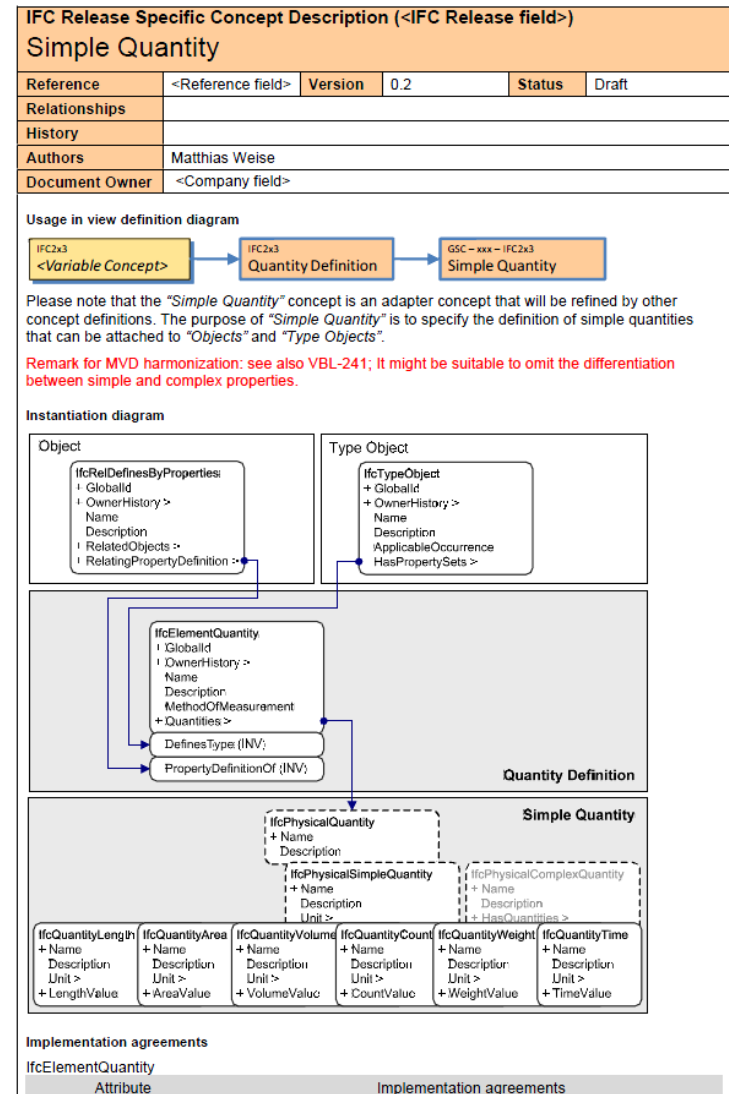 IFC Release Specific Concept Description (<IFC Release field>)
Simple Quantity
Reference <Reference field> Version 0.2 Status Draft
Relationships
History
Authors Matthias Weise
Document Owner <Company field>
Usage in view definition diagram
IFC2x3
<Variable Concept>
IFC2x3
Quantity Definition
GSC – xxx – IFC2x3
Simple Quantity
Please note that the “Simple Quantity” concept is an adapter concept that will be refined by other
concept definitions. The purpose of “Simple Quantity” is to specify the definition of simple quantities
that can be attached to “Objects” and “Type Objects”.
Remark for MVD harmonization: see also VBL-241; It might be suitable to omit the differentiation
between simple and complex properties.
Instantiation diagram
Object
IfcRelDefinesByProperties
+ GlobalId
+ OwnerHistory >
Name
Description
+ RelatedObjects >
+ RelatingPropertyDefinition >
Type Object
IfcTypeObject
+ GlobalId
+ OwnerHistory >
Name
Description
ApplicableOccurrence
HasPropertySets >
IfcElementQuantity
+ GlobalId
+ OwnerHistory >
Name
Description
MethodOfMeasurement
+ Quantities >
DefinesType (INV)
PropertyDefinitionOf (INV)
Quantity Definition
Simple Quantity
IfcPhysicalQuantity
+ Name
Description
IfcPhysicalSimpleQuantity
+ Name
Description
Unit >
IfcPhysicalComplexQuantity
+ Name
Description
+ HasQuantities >
IfcQuantityLength
+ Name
Description
Unit >
+ LengthValue
IfcQuantityArea
+ Name
Description
Unit >
+ AreaValue
IfcQuantityVolume
+ Name
Description
Unit >
+ VolumeValue
IfcQuantityCount
+ Name
Description
Unit >
+ CountValue
IfcQuantityWeight
+ Name
Description
Unit >
+ WeightValue
IfcQuantityTime
+ Name
Description
Unit >
+ TimeValue
Implementation agreements
IfcElementQuantity
Attribute Implementation agreements